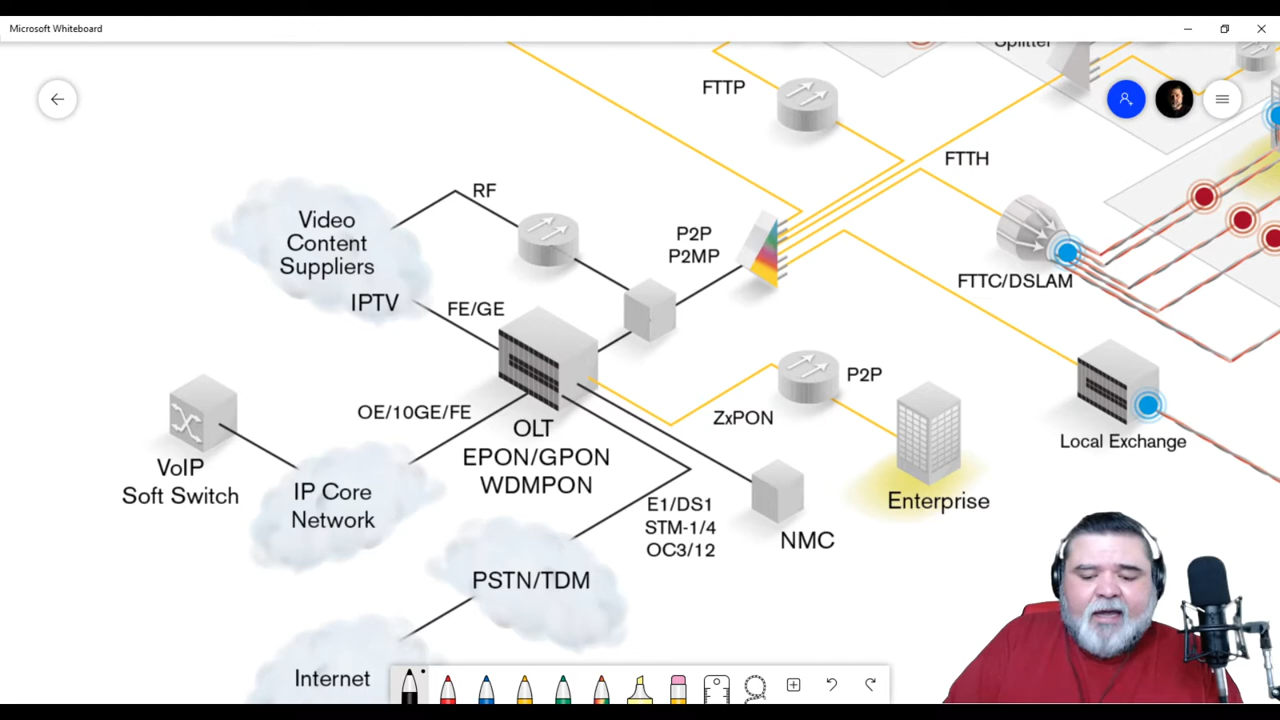 Microsoft Whiteboard
Splitter
FTTP
FTTH
RF
Video
Content
Suppliers
IPTV
P2P
P2MP
FTTC/DSLAM
FE/GE
P2P
OE/10GE/FE
ZxPON
OLT
EPON/GPON
WDMPON
Local Exchange
VoIP
Soft Switch
IP Core
Network
Enterprise
E1/DS1
STM-1/4
OC3/12
NMC
PSTN/TDM
Internet